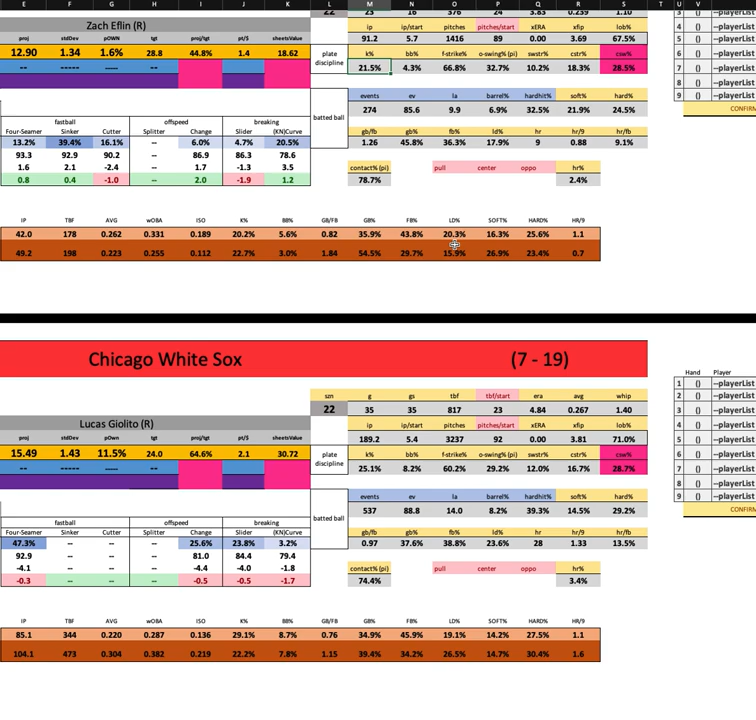 E F G H I J K L M N O P Q R S T U V W
23 16 376 24 3.83 0.239 1.10 3 () --playerList
Zach Eflin (R) ip ip/start pitches pitches/start xERA xfip lob% 4 () --playerList
proj stdDev pOWN tgt proj/tgt pt/$ sheetsValue 91.2 5.7 1416 89 0.00 3.69 67.5% 5 () --playerList
12.90 1.34 1.6% 28.8 44.8% 1.4 18.62 plate discipline k% bb% f-strike% o-swing% (pi) swstr% cstr% csw% 6 () --playerList
-- ----- ----- -- 21.5% 4.3% 66.8% 32.7% 10.2% 18.3% 28.5% 7 () --playerList
8 () --playerList
events ev la barrel% hardhit% soft% hard% 9 () --playerList
fastball offspeed breaking batted ball 274 85.6 9.9 6.9% 32.5% 21.9% 24.5% CONFIRM
Four-Seamer Sinker Cutter Splitter Change Slider (KN)Curve gb/fb gb% fb% ld% hr hr/9 hr/fb
13.2% 39.4% 16.1% -- 6.0% 4.7% 20.5% 1.26 45.8% 36.3% 17.9% 9 0.88 9.1%
93.3 92.9 90.2 -- 86.9 86.3 78.6
1.6 2.1 -2.4 -- 1.7 -1.3 3.5 contact% (pi) pull center oppo hr%
0.8 0.4 -1.0 -- 2.0 -1.9 1.2 78.7% 2.4%
IP TBF AVG wOBA ISO K% BB% GB/FB GB% FB% LD% SOFT% HARD% HR/9
42.0 178 0.262 0.331 0.189 20.2% 5.6% 0.82 35.9% 43.8% 20.3% 16.3% 25.6% 1.1
49.2 198 0.223 0.255 0.112 22.7% 3.0% 1.84 54.5% 29.7% 15.9% 26.9% 23.4% 0.7
Chicago White Sox (7 - 19)
Hand Player
1 () --playerList
szn g gs tbf tbf/start era avg whip 2 () --playerList
22 35 35 817 23 4.84 0.267 1.40 3 () --playerList
Lucas Giolito (R) ip ip/start pitches pitches/start xERA xfip lob% 4 () --playerList
proj stdDev pOwn tgt proj/tgt pt/$ sheetsValue 189.2 5.4 3237 92 0.00 3.81 71.0% 5 () --playerList
15.49 1.43 11.5% 24.0 64.6% 2.1 30.72 plate discipline k% bb% f-strike% o-swing% (pi) swstr% cstr% csw% 6 () --playerList
-- ----- ----- -- 25.1% 8.2% 60.2% 29.2% 12.0% 16.7% 28.7% 7 () --playerList
8 () --playerList
events ev la barrel% hardhit% soft% hard% 9 () --playerList
fastball offspeed breaking batted ball 537 88.8 14.0 8.2% 39.3% 14.5% 29.2% CONFIRM
Four-Seamer Sinker Cutter Splitter Change Slider (KN)Curve gb/fb gb% fb% ld% hr hr/9 hr/fb
47.3% -- -- -- 25.6% 23.8% 3.2% 0.97 37.6% 38.8% 23.6% 28 1.33 13.5%
92.9 -- -- -- 81.0 84.4 79.4
-4.1 -- -- -- -4.4 -4.0 -1.8 contact% (pi) pull center oppo hr%
-0.3 -- -- -- -0.5 -0.5 -1.7 74.4% 3.4%
IP TBF AVG wOBA ISO K% BB% GB/FB GB% FB% LD% SOFT% HARD% HR/9
85.1 344 0.220 0.287 0.136 29.1% 8.7% 0.76 34.9% 45.9% 19.1% 14.2% 27.5% 1.1
104.1 473 0.304 0.382 0.219 22.2% 7.8% 1.15 39.4% 34.2% 26.5% 14.7% 30.4% 1.6